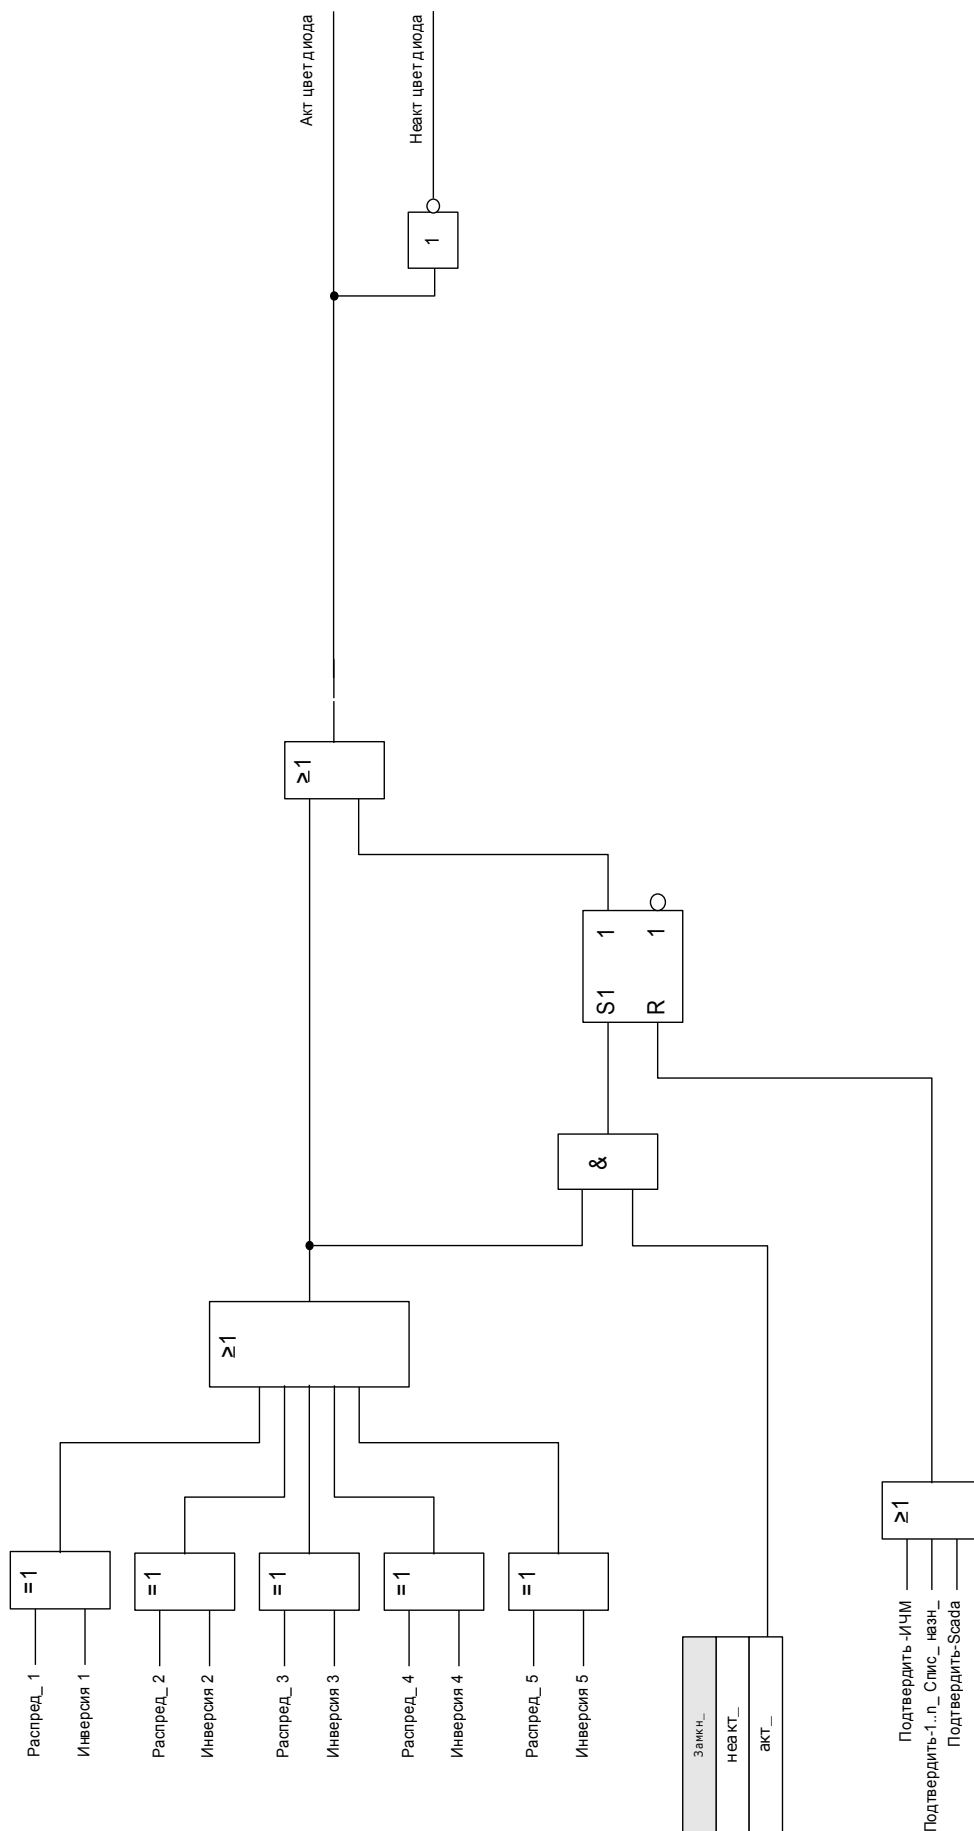 Акт цвет диода
Неакт цвет диода
1
≥1
1
1
S1
R
&
≥1
≥1
=1
=1
=1
=1
=1
Распред_ 1
Инверсия 1
Распред_ 2
Инверсия 2
Распред_ 3
Инверсия 3
Распред_ 4
Инверсия 4
Распред_ 5
Инверсия 5
Замкн_
неакт_
акт_
Подтвердить -ИЧМ
Подтвердить-1..n_ Спис_ назн_
Подтвердить-Scada